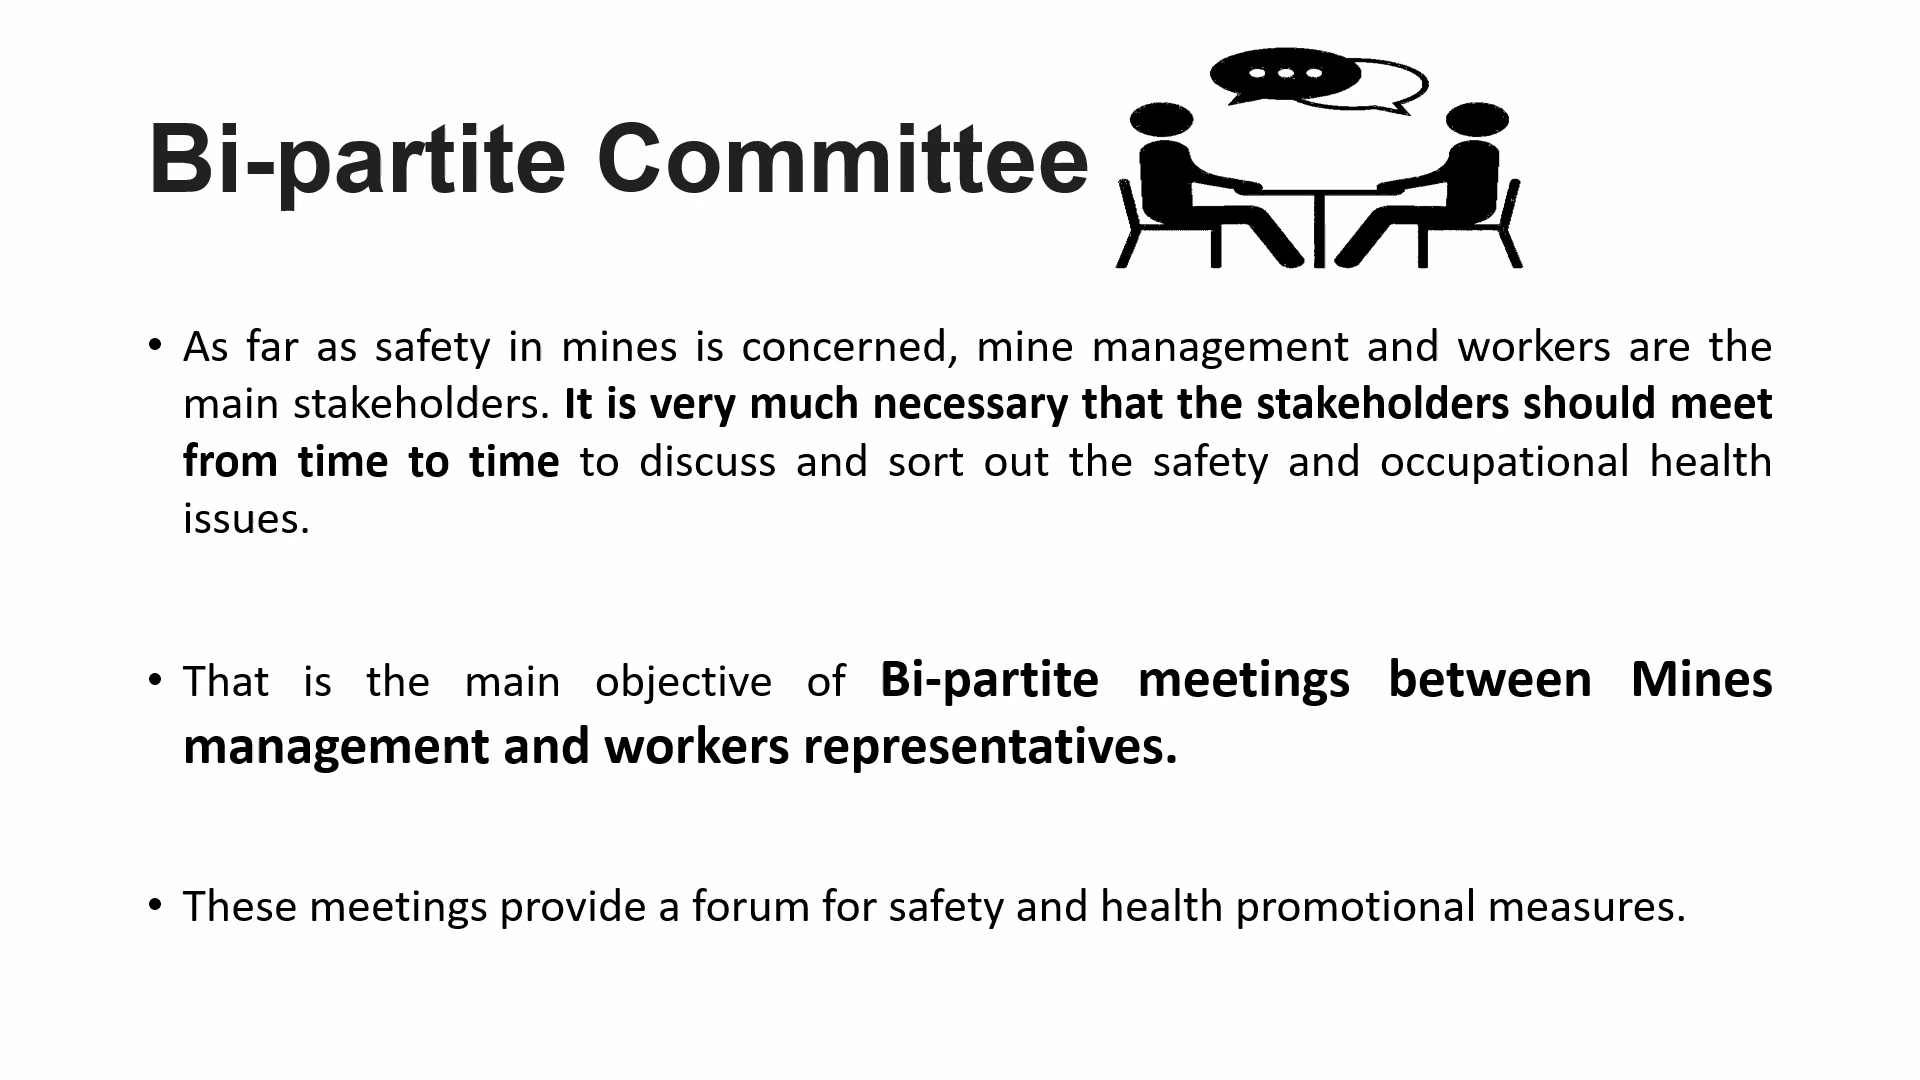 Bi-partite Committee
• As far as safety in mines is concerned, mine management and workers are the
main stakeholders. It is very much necessary that the stakeholders should meet
from time to time to discuss and sort out the safety and occupational health
issues.
• That is the main objective of Bi-partite meetings between Mines
management and workers representatives.
• These meetings provide a forum for safety and health promotional measures.